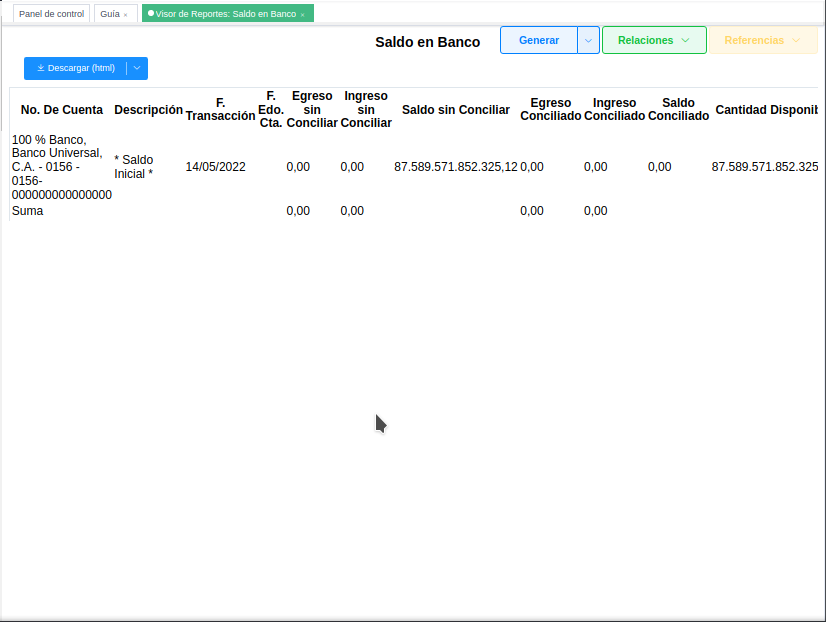 Panel de control Guía × Visor de Reportes: Saldo en Banco ×
Saldo en Banco Generar Relaciones Referencias
Descargar (html)
No. De Cuenta Descripción F. Transacción F. Edo. Cta. Egreso sin Conciliar Ingreso sin Conciliar Saldo sin Conciliar Egreso Conciliado Ingreso Conciliado Saldo Conciliado Cantidad Disponib
100 % Banco,
Banco Universal,
C.A. - 0156 -
0156-
000000000000000
* Saldo
Inicial *
14/05/2022 0,00 0,00 87.589.571.852.325,12 0,00 0,00 0,00 87.589.571.852.325
Suma 0,00 0,00 0,00 0,00